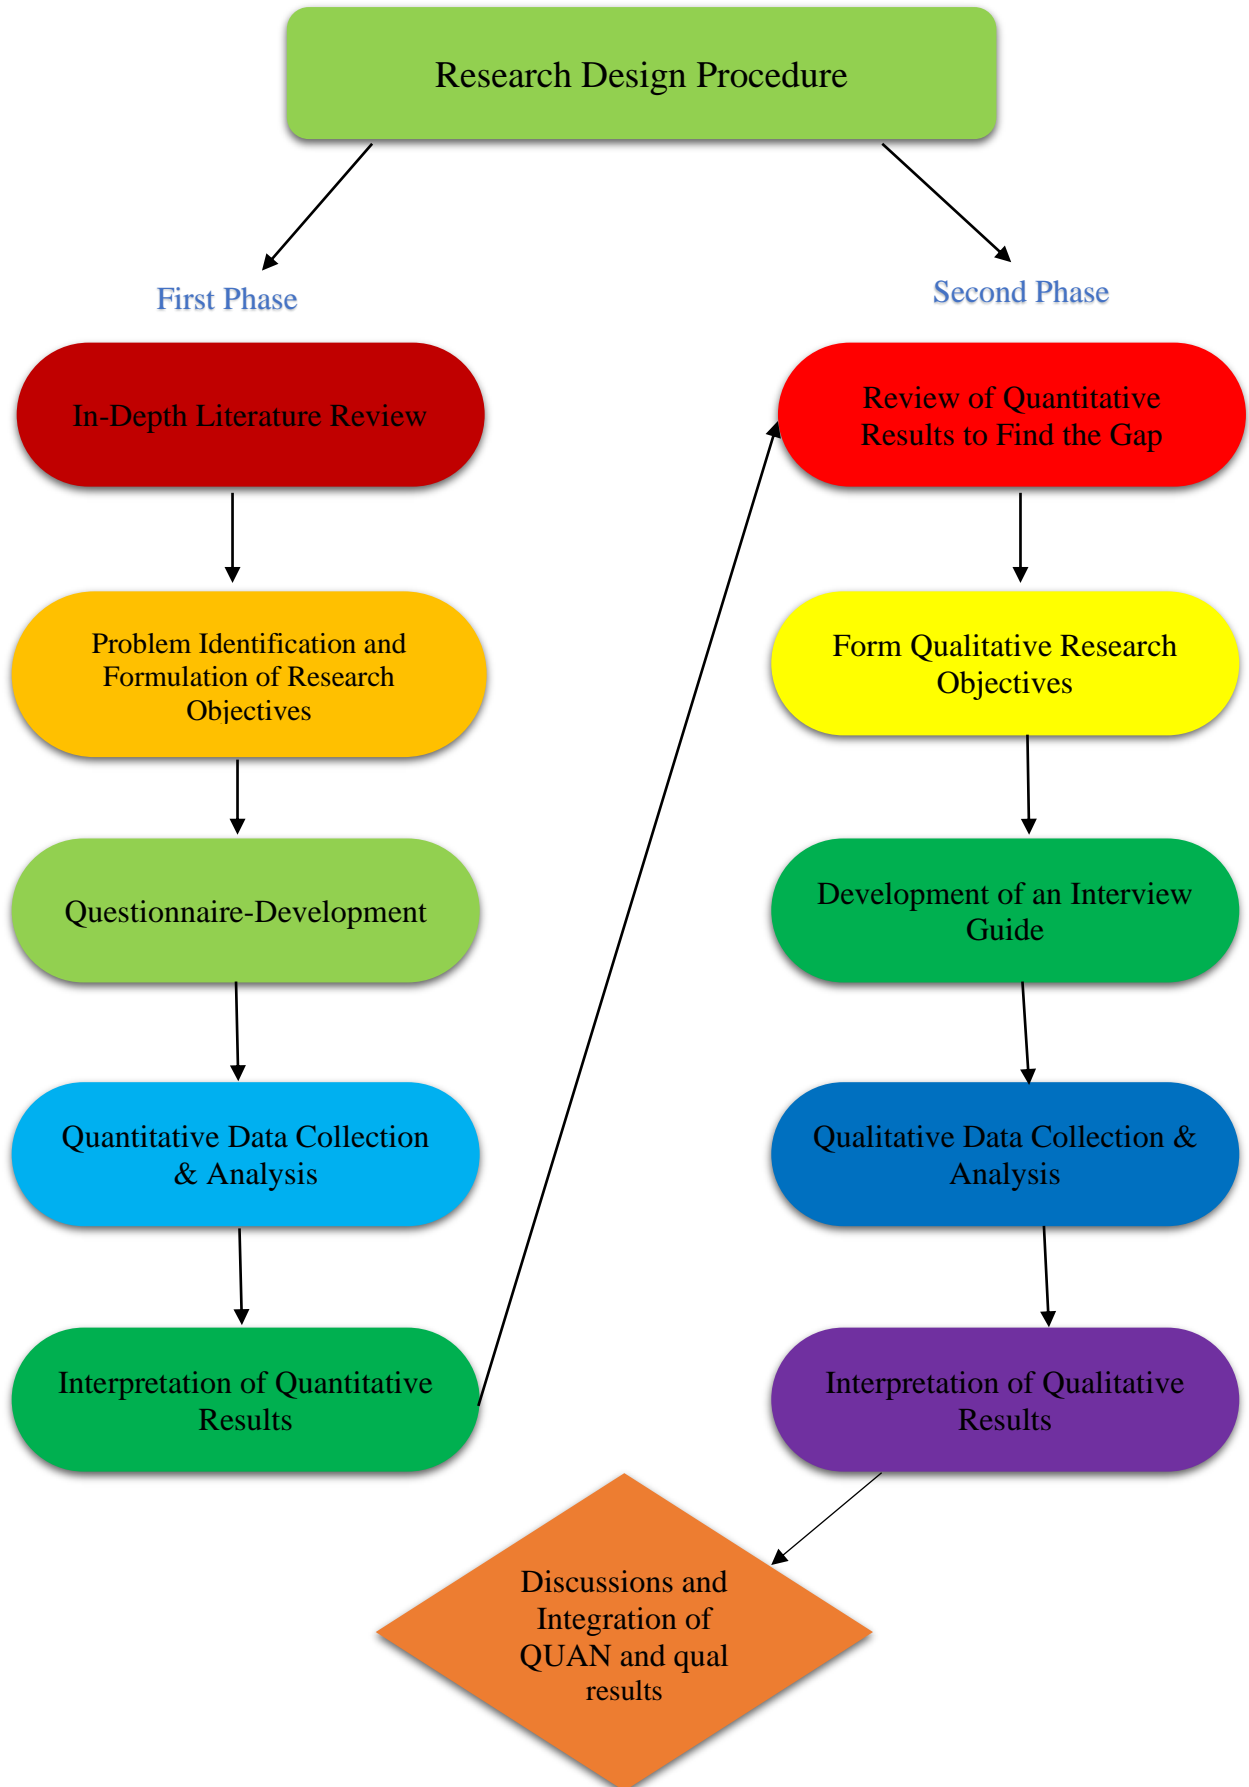 Research Design Procedure
First Phase
In-Depth Literature Review
Problem Identification and
Formulation of Research
Objectives
Questionnaire-Development
Quantitative Data Collection
& Analysis
Interpretation of Quantitative
Results
Second Phase
Review of Quantitative
Results to Find the Gap
Form Qualitative Research
Objectives
Development of an Interview
Guide
Qualitative Data Collection &
Analysis
Interpretation of Qualitative
Results
Discussions and
Integration of
QUAN and qual
results